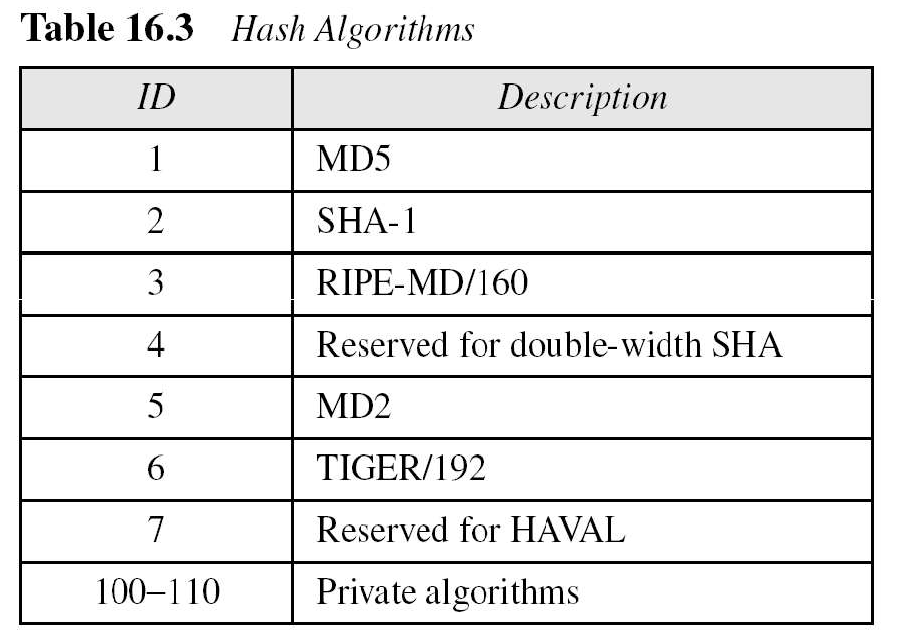 Table 16.3 Hash Algorithms
ID Description
1 MD5
2 SHA-1
3 RIPE-MD/160
4 Reserved for double-width SHA
5 MD2
6 TIGER/192
7 Reserved for HAVAL
100–110 Private algorithms